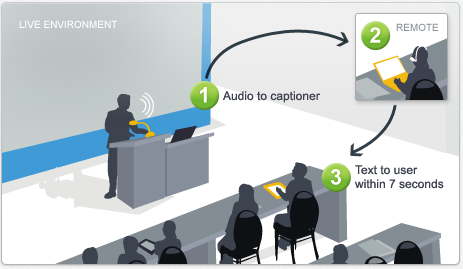 LIVE ENVIRONMENT
1 Audio to captioner
2 REMOTE
3 Text to user
within 7 seconds